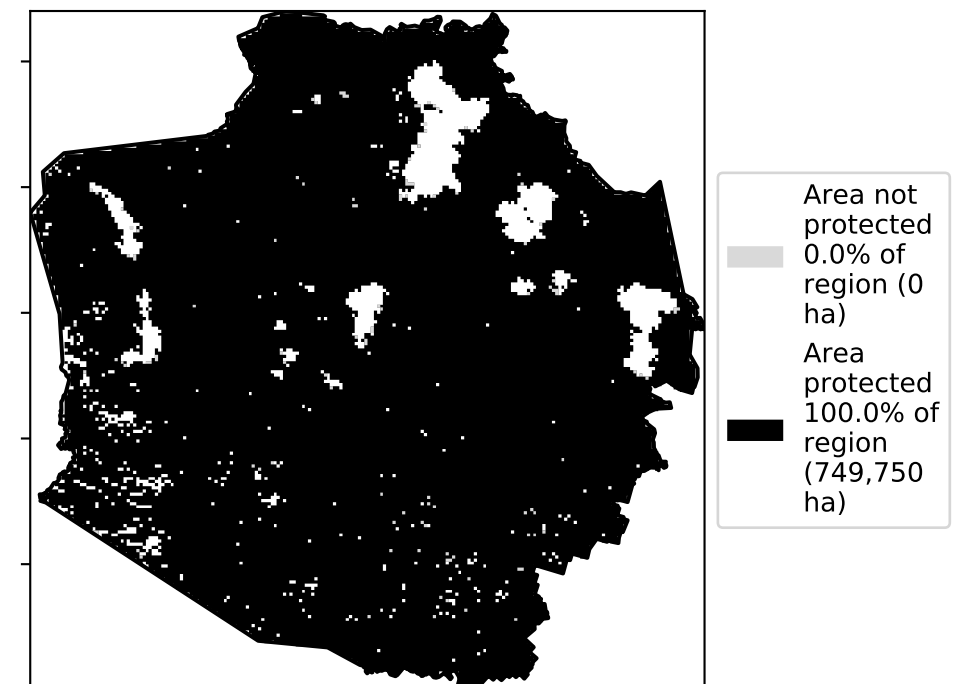 Area not
protected
0.0% of
region (0
ha)
Area
protected
100.0% of
region
(749,750
ha)